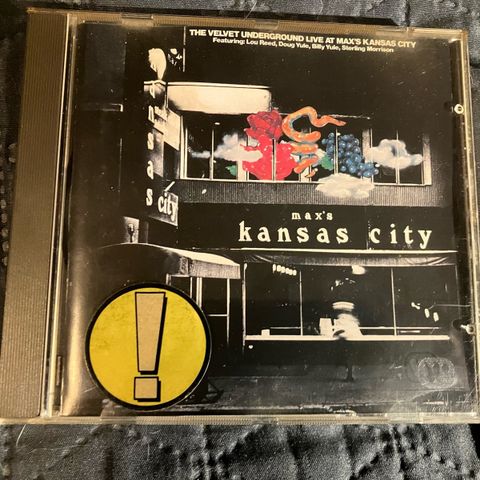 THE VELVET UNDERGROUND LIVE AT MAX'S KANSAS CITY
Featuring: Lou Reed, Doug Yule, Billy Yule, Sterling Morrison
kansas
city
max's
kansas city
!